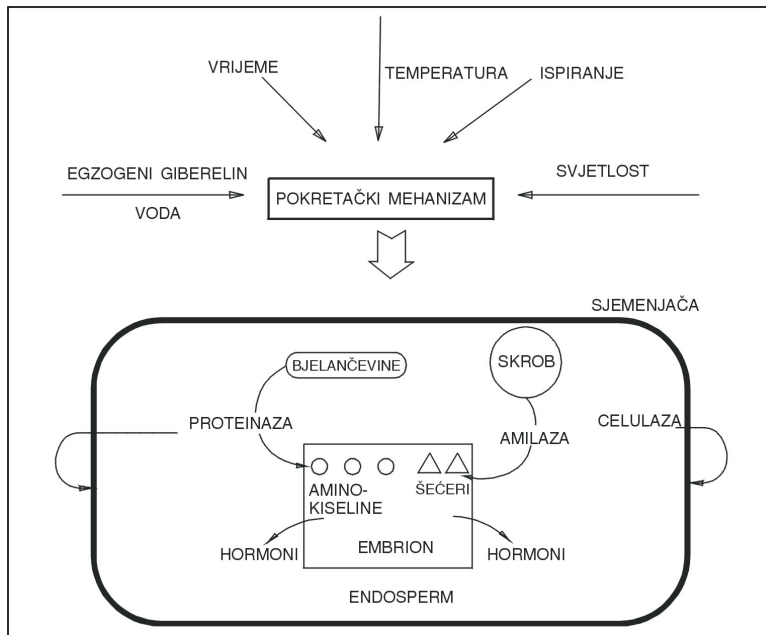 VRIJEME
TEMPERATURA
ISPIRANJE
EGZOGENI GIBERELIN
VODA
SVJETLOST
POKRETAČKI MEHANIZAM
SJEMENJAČA
BJELANČEVINE
SKROB
PROTEINAZA
AMILAZA
CELULAZA
AMINO-
KISELINE
ŠEĆERI
HORMONI
EMBRION
HORMONI
ENDOSPERM